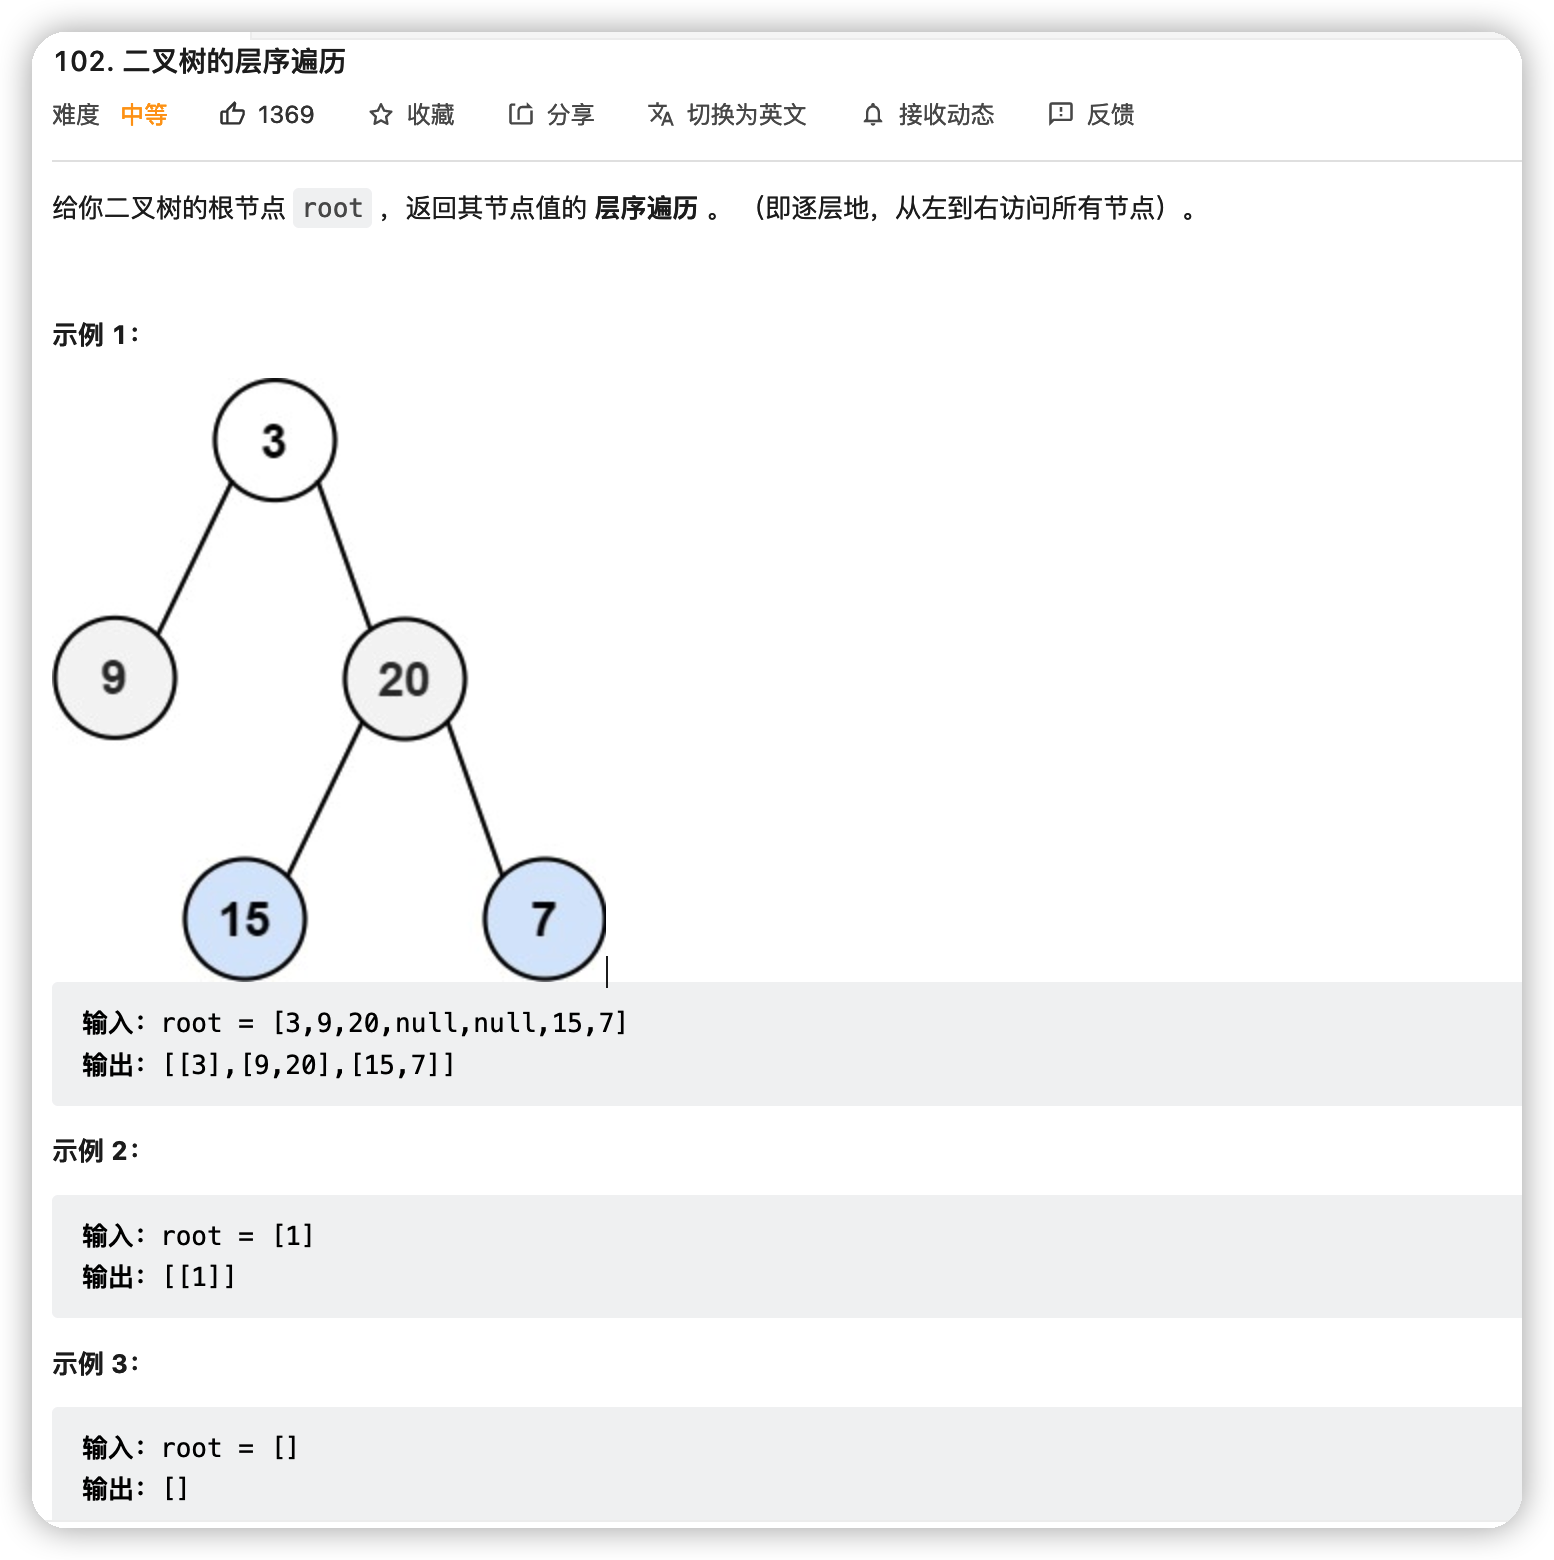 102. 二叉树的层序遍历
难度 中等 1369 收藏 分享 切换为英文 接收动态 反馈
给你二叉树的根节点 root ，返回其节点值的 层序遍历 。 （即逐层地，从左到右访问所有节点）。
示例 1：
3
9 20
15 7
输入：root = [3,9,20,null,null,15,7]
输出：[[3],[9,20],[15,7]]
示例 2：
输入：root = [1]
输出：[[1]]
示例 3：
输入：root = []
输出：[]